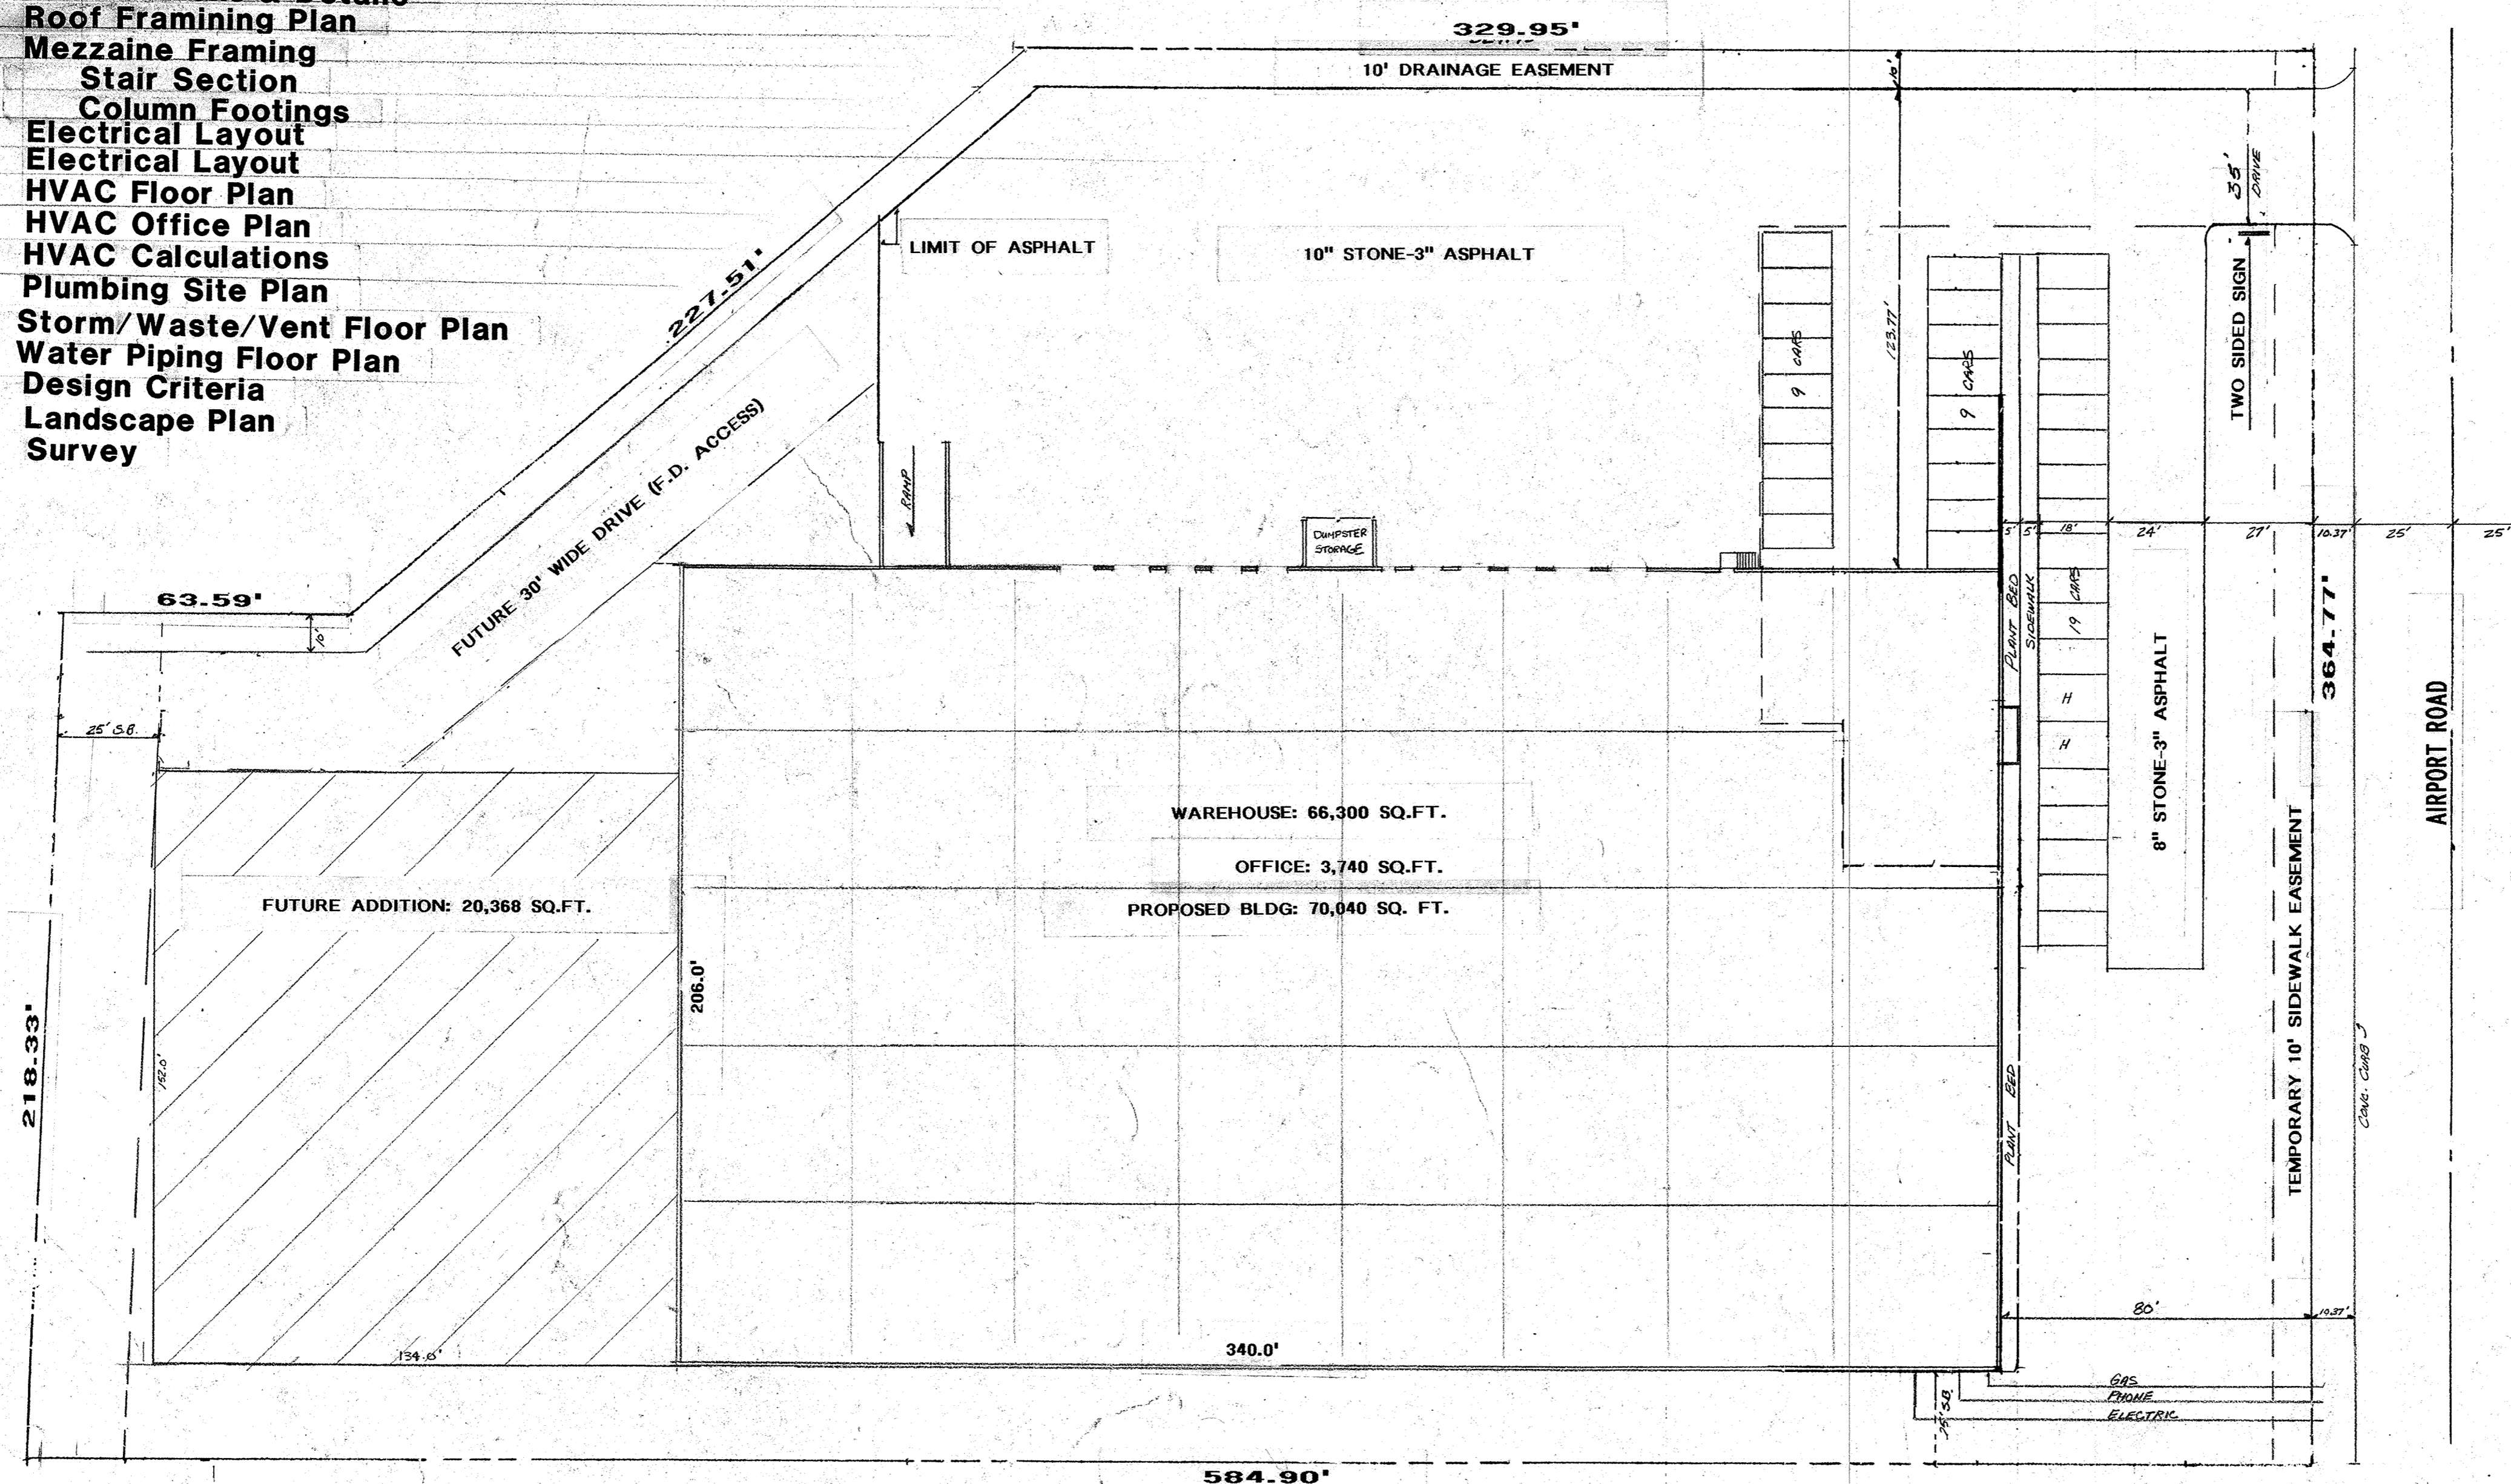 Roof Framining Plan
Mezzaine Framing
Stair Section
Column Footings
Electrical Layout
Electrical Layout
HVAC Floor Plan
HVAC Office Plan
HVAC Calculations
Plumbing Site Plan
Storm/Waste/Vent Floor Plan
Water Piping Floor Plan
Design Criteria
Landscape Plan
Survey
329.95'
10' DRAINAGE EASEMENT
10'
35'
DRIVE
LIMIT OF ASPHALT
10" STONE-3" ASPHALT
227.51'
TWO SIDED SIGN
123.77'
9 CARS
9 CARS
FUTURE 30' WIDE DRIVE (F.D. ACCESS)
RAMP
DUMPSTER
STORAGE
5' 5' 18' 24' 27' 10.37' 25' 25'
63.59'
10'
PLANT BED
SIDEWALK
19 CARS
H
H
8" STONE-3" ASPHALT
364.77'
AIRPORT ROAD
25' S.B.
WAREHOUSE: 66,300 SQ.FT.
OFFICE: 3,740 SQ.FT.
PROPOSED BLDG: 70,040 SQ. FT.
FUTURE ADDITION: 20,368 SQ.FT.
206.0'
218.33'
152.0'
PLANT BED
TEMPORARY 10' SIDEWALK EASEMENT
CONC. CURB
80'
10.37'
134.0'
340.0'
GAS
PHONE
ELECTRIC
25' S.B.
584.90'